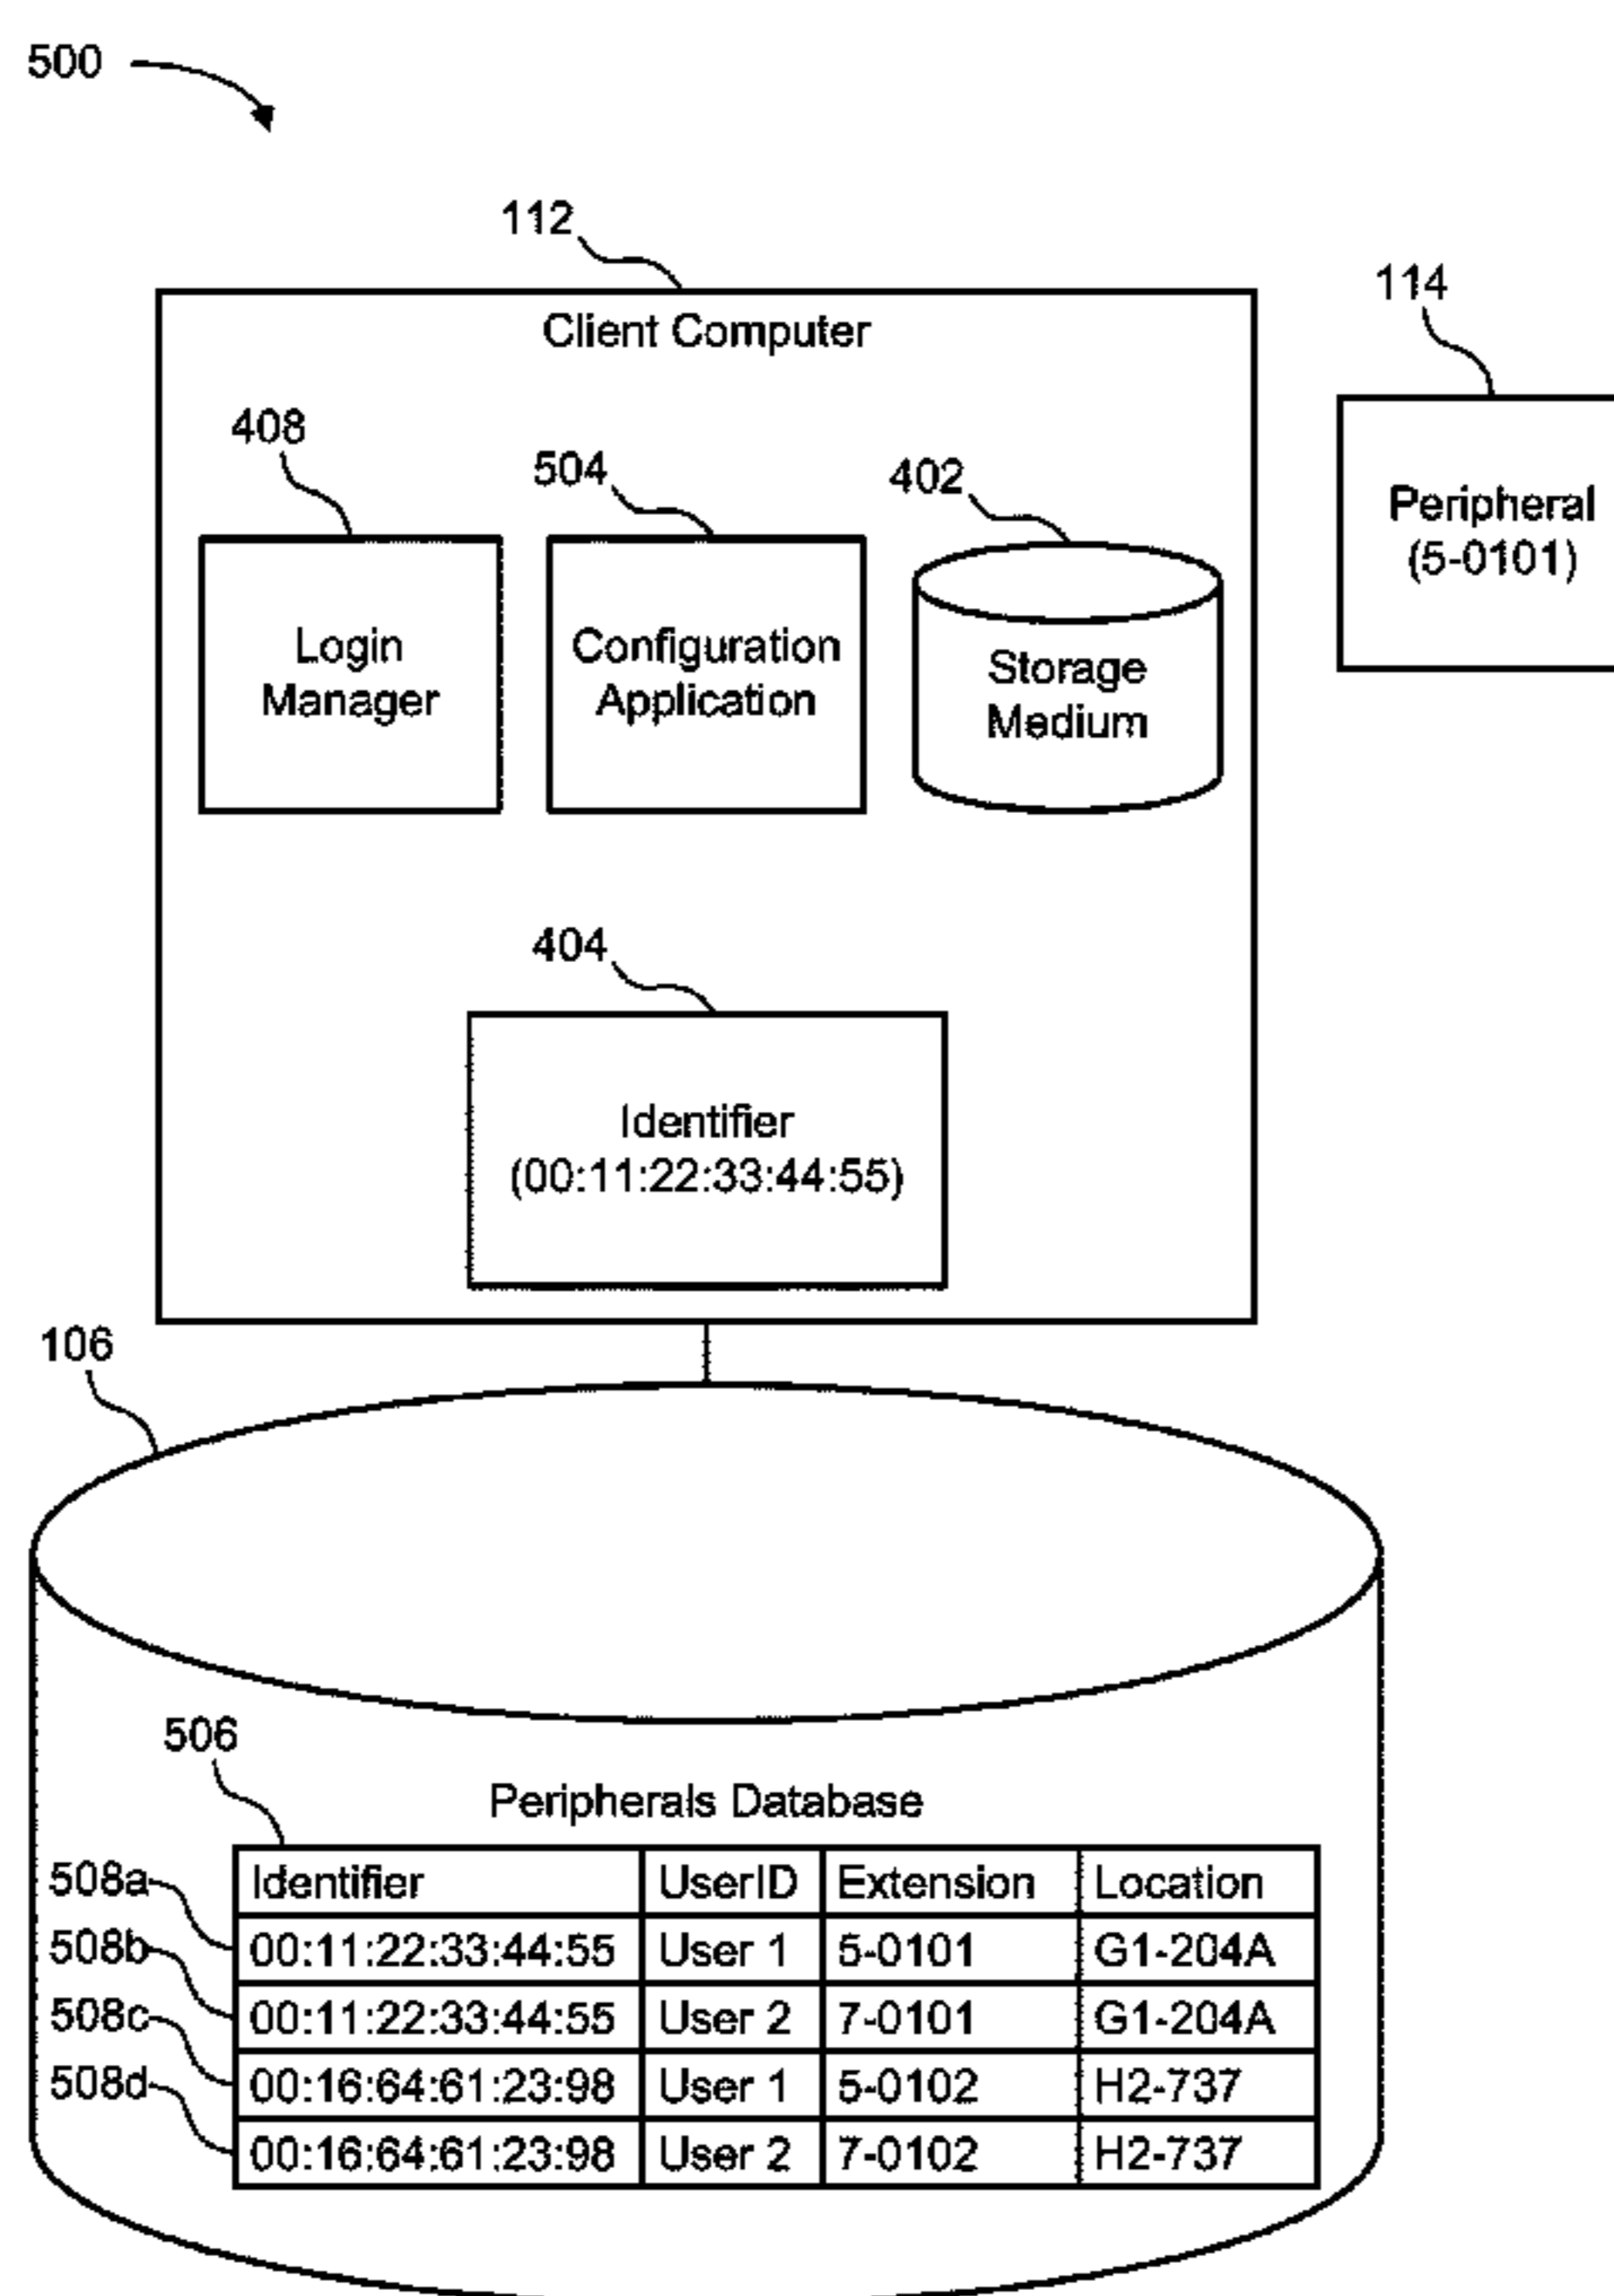 500
112
114
Client Computer
408
504
402
Peripheral
(5-0101)
Login
Manager
Configuration
Application
Storage
Medium
404
Identifier
(00:11:22:33:44:55)
106
506
Peripherals Database
508a
Identifier UserID Extension Location
508b
00:11:22:33:44:55 User 1 5-0101 G1-204A
508c
00:11:22:33:44:55 User 2 7-0101 G1-204A
508d
00:16:64:61:23:98 User 1 5-0102 H2-737
00:16:64:61:23:98 User 2 7-0102 H2-737